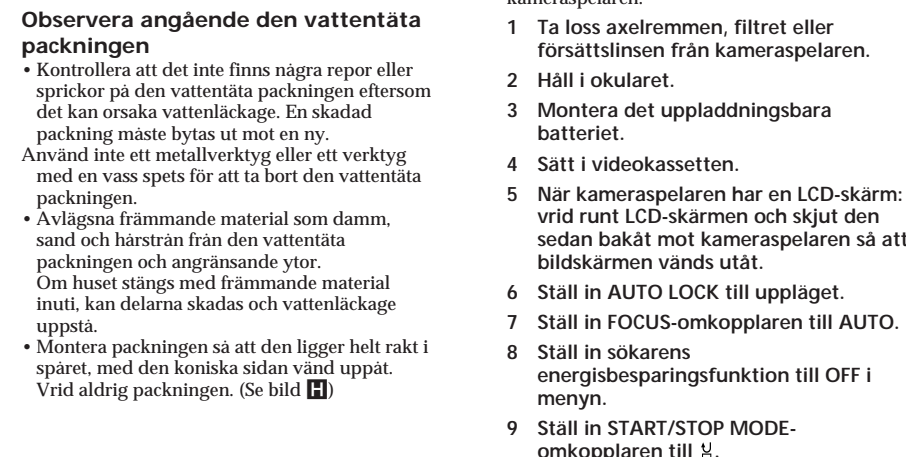 Observera angående den vattentäta
packningen
• Kontrollera att det inte finns några repor eller
sprickor på den vattentäta packningen eftersom
det kan orsaka vattenläckage. En skadad
packning måste bytas ut mot en ny.
Använd inte ett metallverktyg eller ett verktyg
med en vass spets för att ta bort den vattentäta
packningen.
• Avlägsna främmande material som damm,
sand och hårstrån från den vattentäta
packningen och angränsande ytor.
Om huset stängs med främmande material
inuti, kan delarna skadas och vattenläckage
uppstå.
• Montera packningen så att den ligger helt rakt i
spåret, med den koniska sidan vänd uppåt.
Vrid aldrig packningen. (Se bild H)
kameraspelaren.
1 Ta loss axelremmen, filtret eller
försättslinsen från kameraspelaren.
2 Håll i okularet.
3 Montera det uppladdningsbara
batteriet.
4 Sätt i videokassetten.
5 När kameraspelaren har en LCD-skärm:
vrid runt LCD-skärmen och skjut den
sedan bakåt mot kameraspelaren så att
bildskärmen vänds utåt.
6 Ställ in AUTO LOCK till uppläget.
7 Ställ in FOCUS-omkopplaren till AUTO.
8 Ställ in sökarens
energisbesparingsfunktion till OFF i
menyn.
9 Ställ in START/STOP MODE-
omkopplaren till